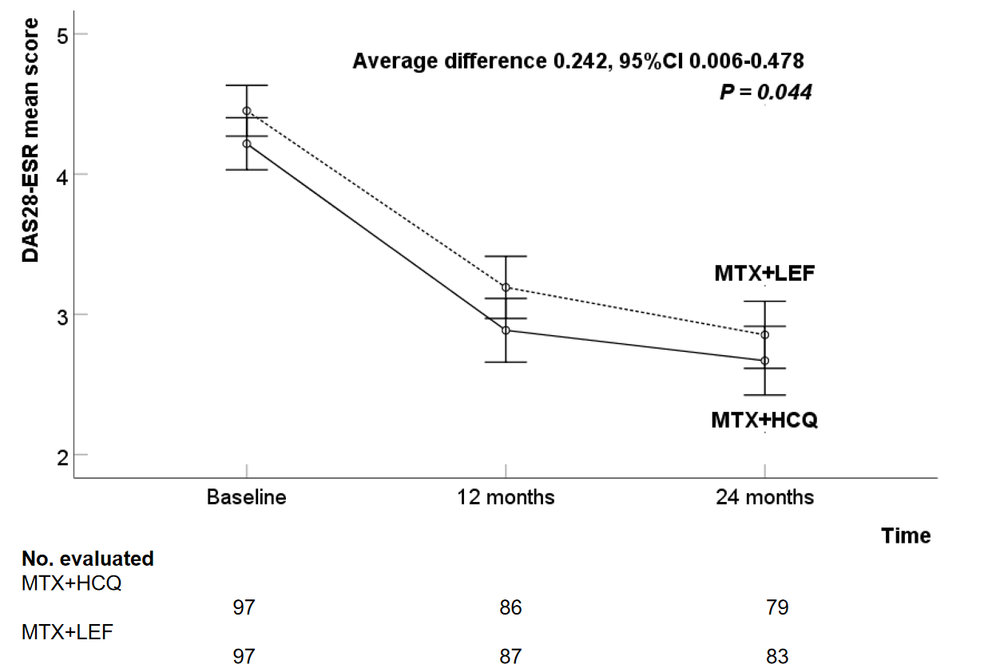 DAS28-ESR mean score
5
4
3
2
Average difference 0.242, 95%CI 0.006-0.478
P = 0.044
MTX+LEF
MTX+HCQ
Baseline 12 months 24 months
Time
No. evaluated
MTX+HCQ
97 86 79
MTX+LEF
97 87 83